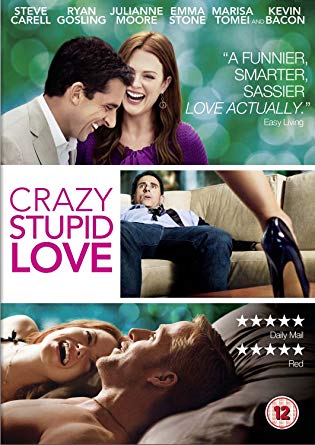 STEVE CARELL RYAN GOSLING JULIANNE MOORE EMMA STONE MARISA TOMEI AND KEVIN BACON
"A FUNNIER,
SMARTER,
SASSIER
LOVE ACTUALLY."
Easy Living
CRAZY
STUPID
LOVE
★★★★★
Daily Mail
★★★★★
Red
12